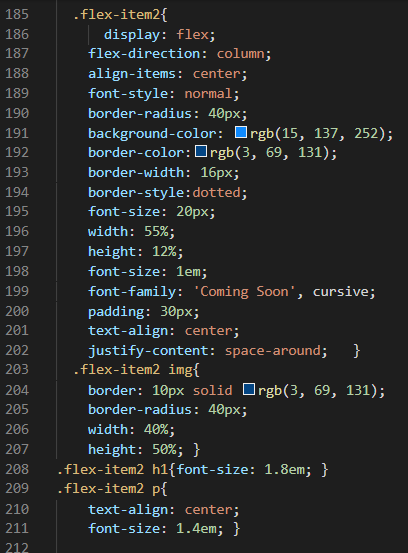 185 .flex-item2{
186 display: flex;
187 flex-direction: column;
188 align-items: center;
189 font-style: normal;
190 border-radius: 40px;
191 background-color: rgb(15, 137, 252);
192 border-color:rgb(3, 69, 131);
193 border-width: 16px;
194 border-style:dotted;
195 font-size: 20px;
196 width: 55%;
197 height: 12%;
198 font-size: 1em;
199 font-family: 'Coming Soon', cursive;
200 padding: 30px;
201 text-align: center;
202 justify-content: space-around; }
203 .flex-item2 img{
204 border: 10px solid rgb(3, 69, 131);
205 border-radius: 40px;
206 width: 40%;
207 height: 50%; }
208 .flex-item2 h1{font-size: 1.8em; }
209 .flex-item2 p{
210 text-align: center;
211 font-size: 1.4em; }
212